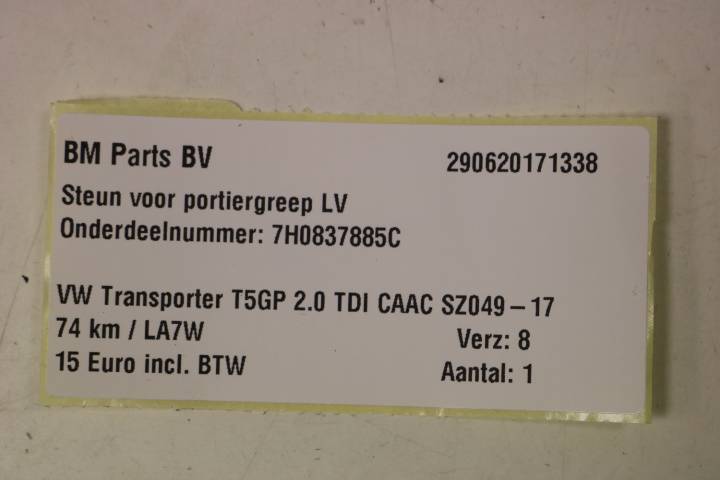 BM Parts BV 290620171338
Steun voor portiergreep LV
Onderdeelnummer: 7H0837885C
VW Transporter T5GP 2.0 TDI CAAC SZ049 – 17
74 km / LA7W Verz: 8
15 Euro incl. BTW Aantal: 1